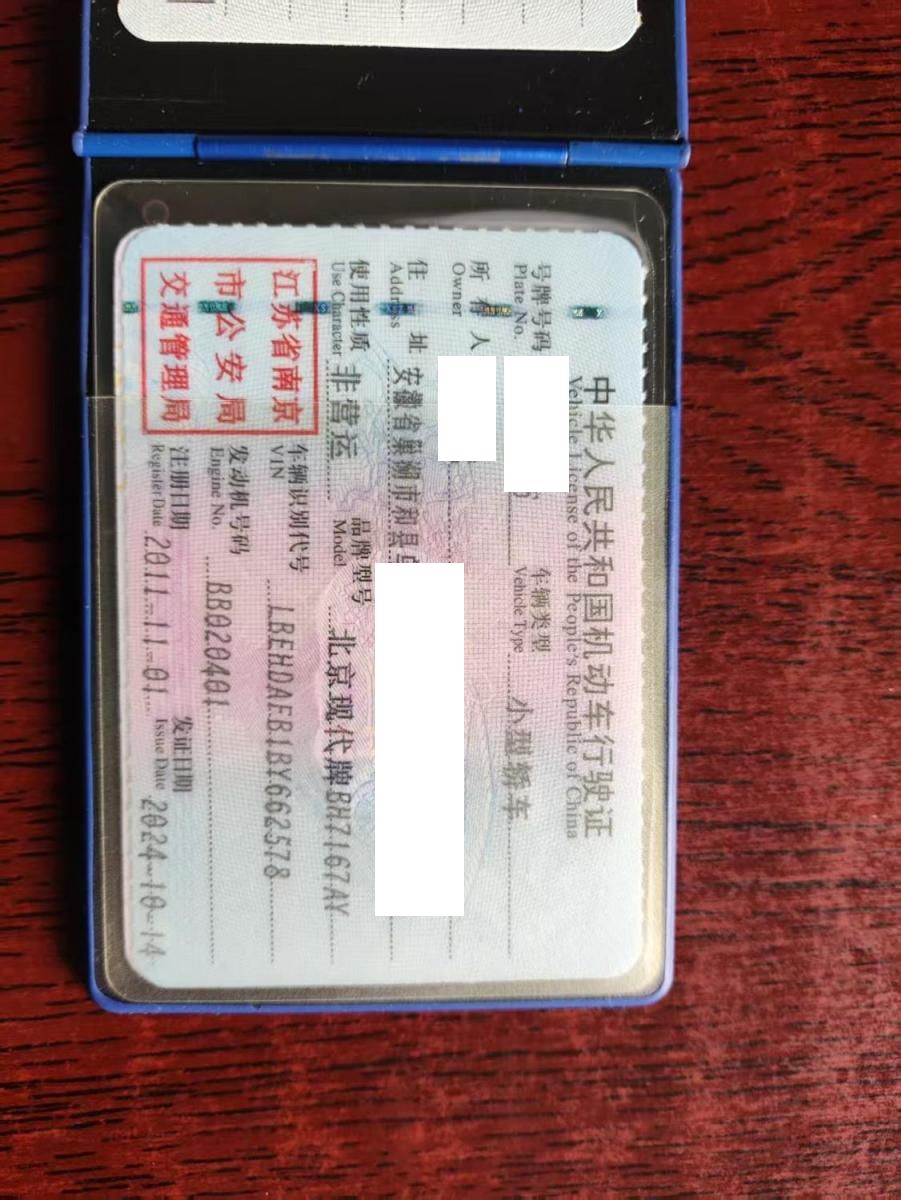 中华人民共和国机动车行驶证
Vehicle License of the People's Republic of China
号牌号码 车辆类型 小型轿车
Plate No. Vehicle Type
所有人
Owner
住址 安徽省巢湖市和县
Address
使用性质 非营运 品牌型号 北京现代牌BH7167AY
Use Character Model
江苏省南京
市公安局
交通管理局
车辆识别代号 LBEHDAEB1BY662578
VIN
发动机号码 BB020401
Engine No.
注册日期 2011-11-01 发证日期 2024-10-14
Register Date Issue Date